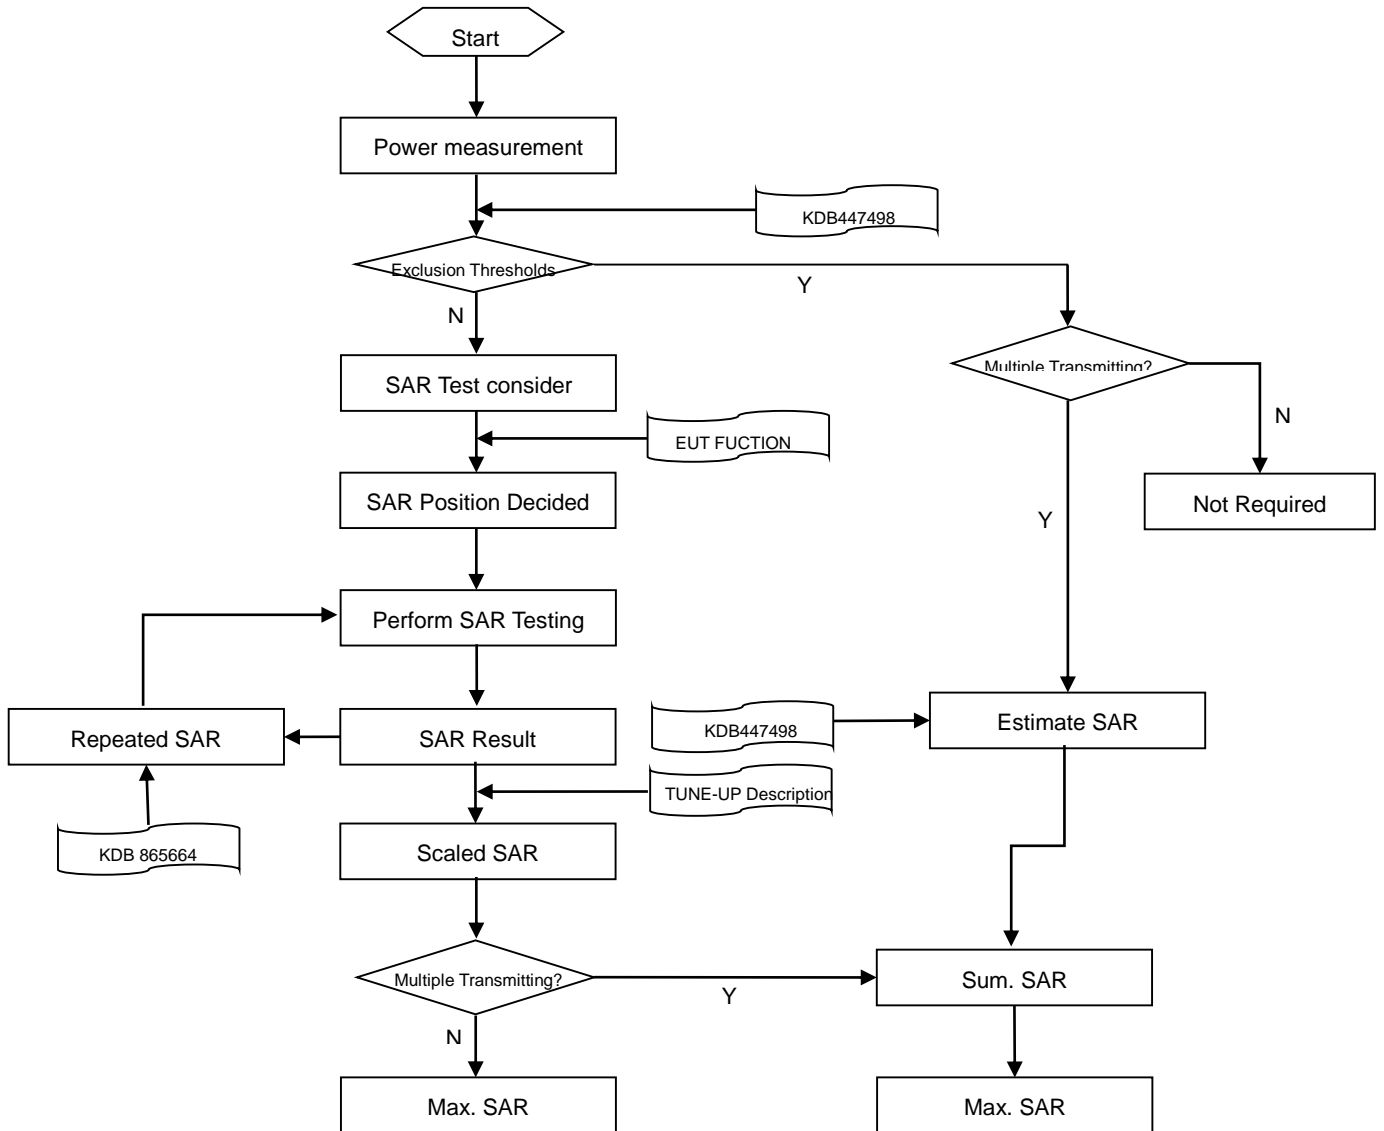 Start
Power measurement
KDB447498
Exclusion Thresholds
Y
N
Multiple Transmitting?
SAR Test consider
N
EUT FUCTION
SAR Position Decided
Not Required
Y
Perform SAR Testing
Repeated SAR
SAR Result
KDB447498
Estimate SAR
TUNE-UP Description
KDB 865664
Scaled SAR
Multiple Transmitting?
Y
Sum. SAR
N
Max. SAR
Max. SAR